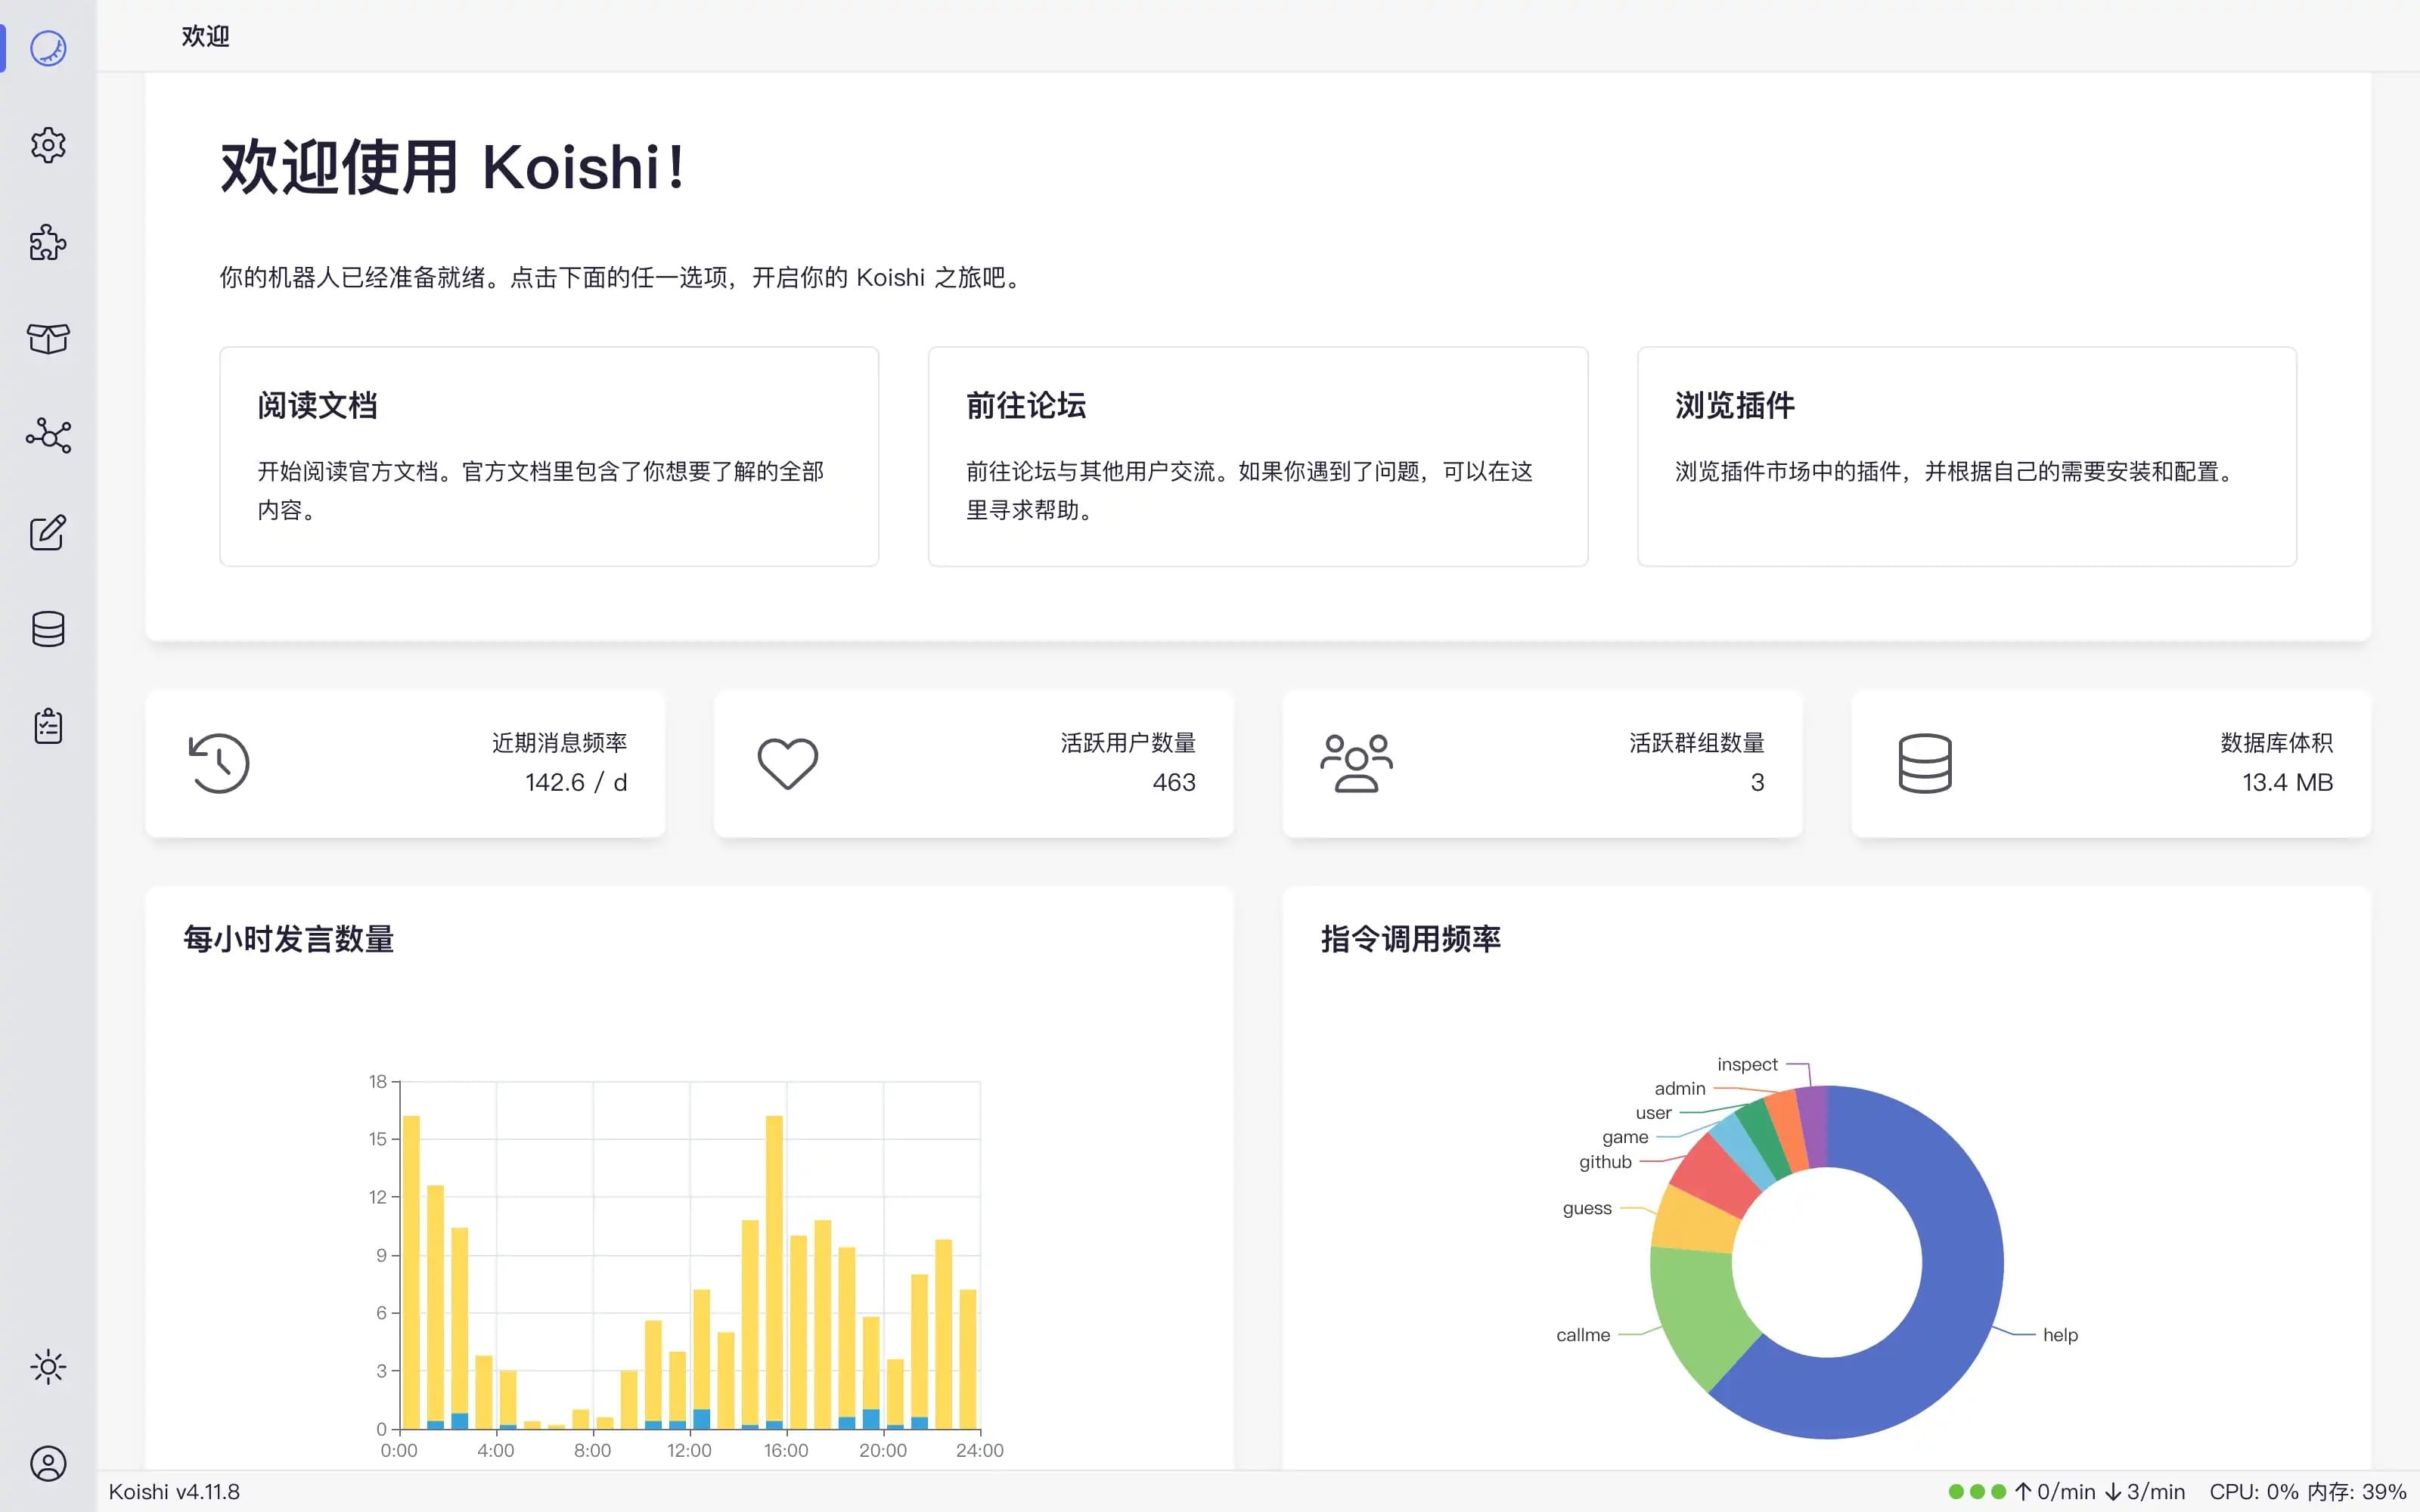 欢迎
欢迎使用 Koishi！
你的机器人已经准备就绪。点击下面的任一选项，开启你的 Koishi 之旅吧。
阅读文档
开始阅读官方文档。官方文档里包含了你想要了解的全部
内容。
前往论坛
前往论坛与其他用户交流。如果你遇到了问题，可以在这
里寻求帮助。
浏览插件
浏览插件市场中的插件，并根据自己的需要安装和配置。
近期消息频率
142.6 / d
活跃用户数量
463
活跃群组数量
3
数据库体积
13.4 MB
每小时发言数量
18
15
12
9
6
3
0
0:00 4:00 8:00 12:00 16:00 20:00 24:00
指令调用频率
inspect
admin
user
game
github
guess
callme
help
Koishi v4.11.8
↑0/min ↓3/min CPU: 0% 内存: 39%